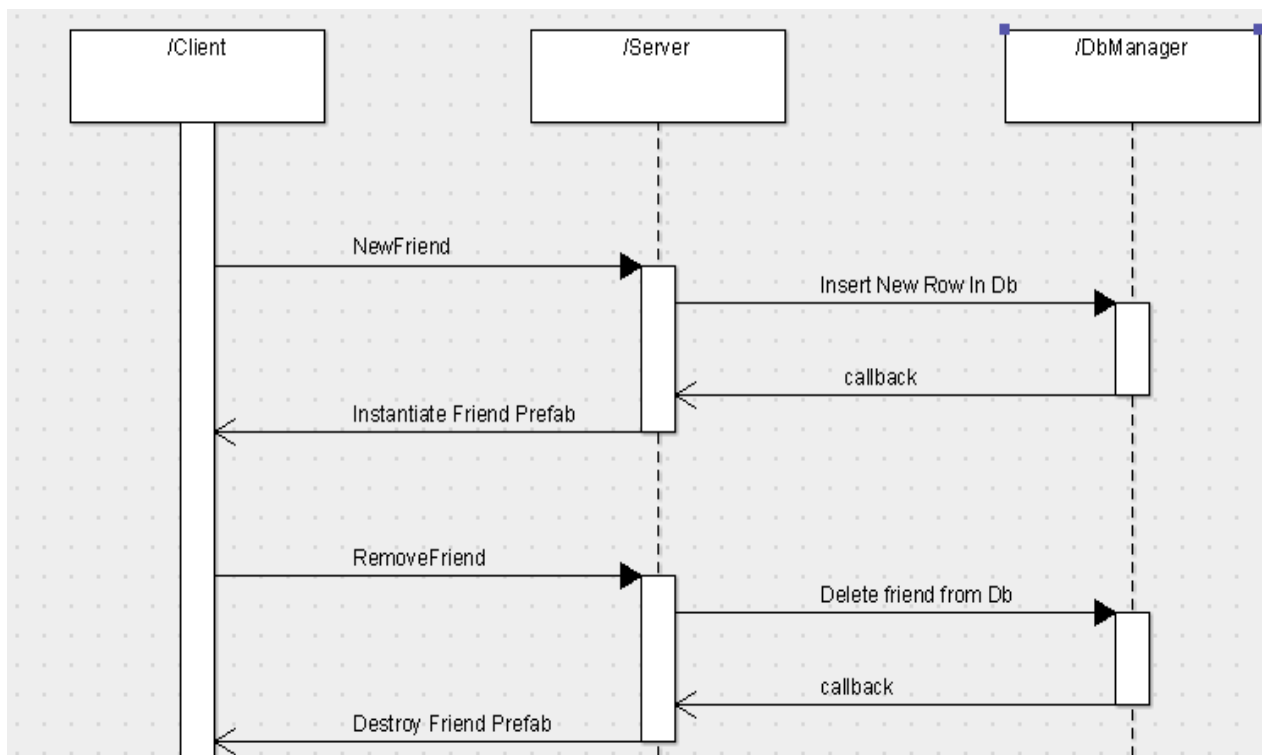 /Client
/Server
/DbManager
NewFriend
Insert New Row In Db
callback
Instantiate Friend Prefab
RemoveFriend
Delete friend from Db
callback
Destroy Friend Prefab